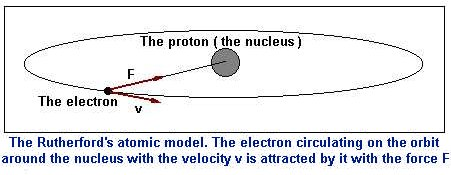 The proton ( the nucleus )
F
The electron
v
The Rutherford's atomic model. The electron circulating on the orbit
around the nucleus with the velocity v is attracted by it with the force F